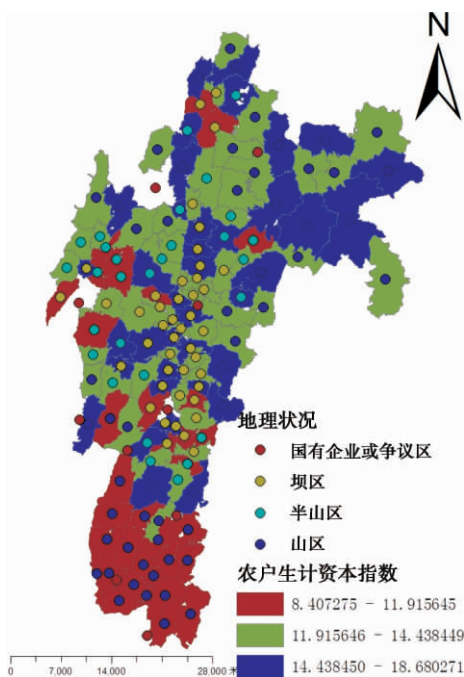 N
地理状况
国有企业或争议区
坝区
半山区
山区
农户生计资本指数
8.407275 - 11.915645
11.915646 - 14.438449
14.438450 - 18.680271
0 7,000 14,000 28,000 米